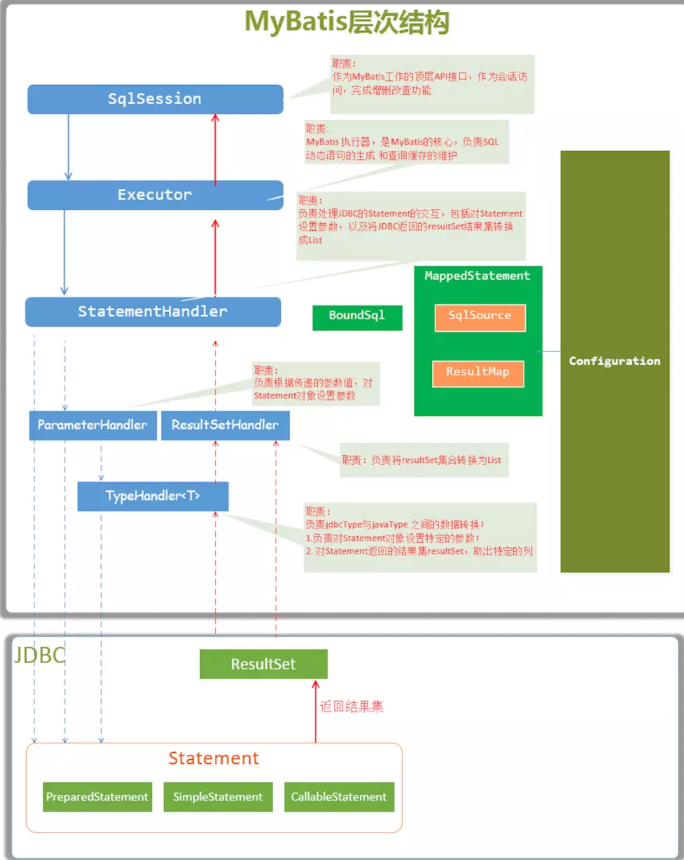 MyBatis层次结构
职责：
作为MyBatis工作的顶层API接口，作为会话访
问，完成增删改查功能
SqlSession
职责:
MyBatis 执行器，是MyBatis的核心，负责SQL
动态语句的生成 和查询缓存的维护
Executor
职责：
负责处理JDBC的Statement的交互，包括对Statement
设置参数，以及将JDBC返回的resultSet结果集转换
成List
StatementHandler
BoundSql
MappedStatement
SqlSource
ResultMap
Configuration
职责：
负责根据传递的参数值，对
Statement对象设置参数
ParameterHandler
ResultSetHandler
职责：负责将resultSet集合转换为List
TypeHandler<T>
职责：
负责jdbcType与javaType 之间的数据转换：
1.负责对Statement对象设置特定的参数；
2. 对Statement返回的结果集resultSet，取出特定的列
JDBC
ResultSet
返回结果集
Statement
PreparedStatement
SimpleStatement
CallableStatement